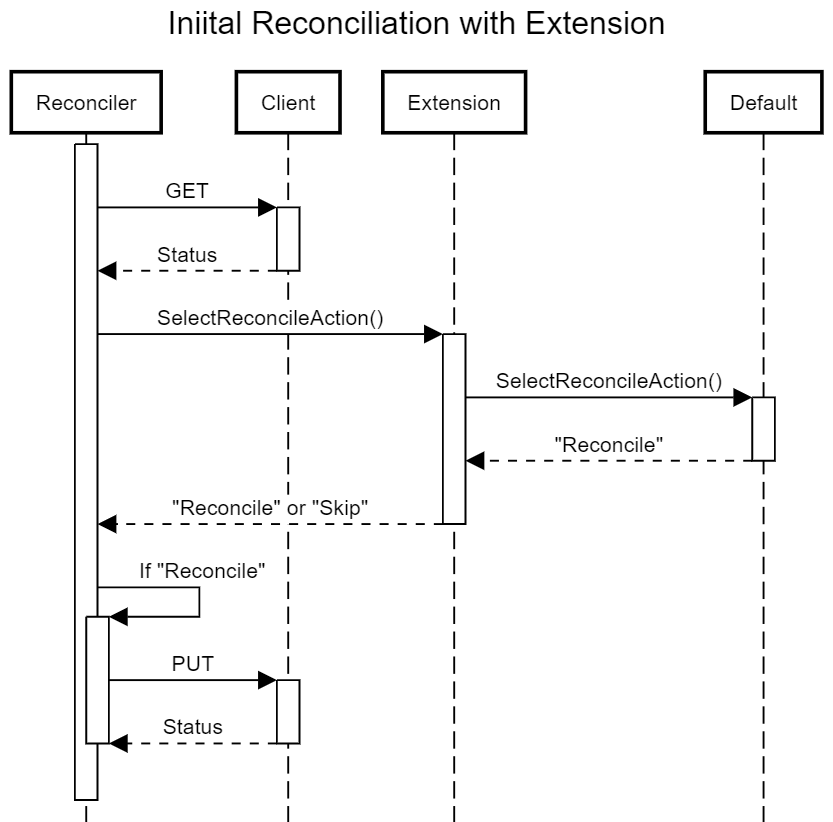 Iniital Reconciliation with Extension
Reconciler
Client
Extension
Default
GET
Status
SelectReconcileAction()
SelectReconcileAction()
"Reconcile"
"Reconcile" or "Skip"
If "Reconcile"
PUT
Status